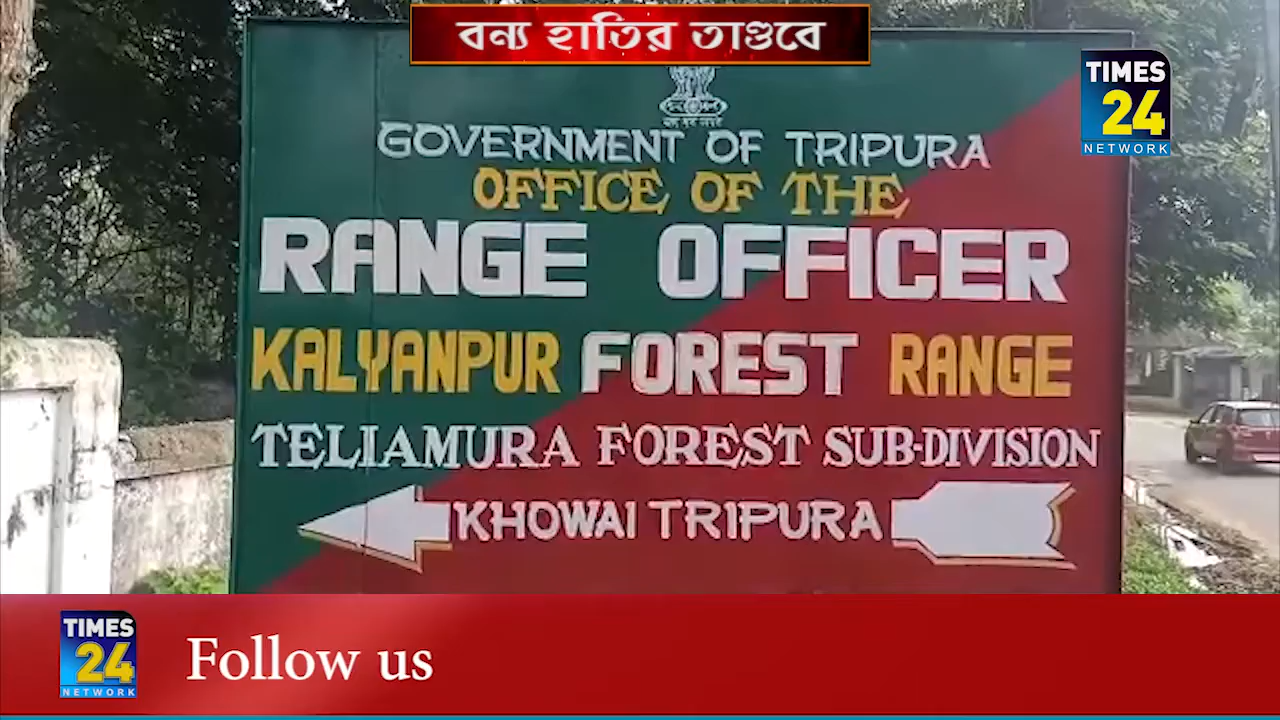 বন্য হাতির তাণ্ডবে
TIMES
24
NETWORK
GOVERNMENT OF TRIPURA
OFFICE OF THE
RANGE OFFICER
KALYANPUR FOREST RANGE
TELIAMURA FOREST SUB-DIVISION
KHOWAI TRIPURA
TIMES
24
NETWORK
Follow us